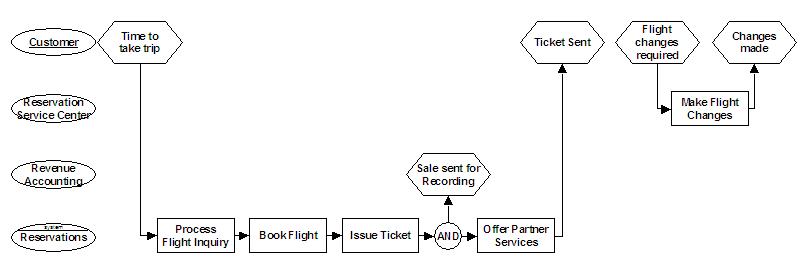 Customer
Time to
take trip
Ticket Sent
Flight
changes
required
Changes
made
Reservation
Service Center
Make Flight
Changes
Revenue
Accounting
Sale sent for
Recording
System
Reservations
Process
Flight Inquiry
Book Flight
Issue Ticket
AND
Offer Partner
Services